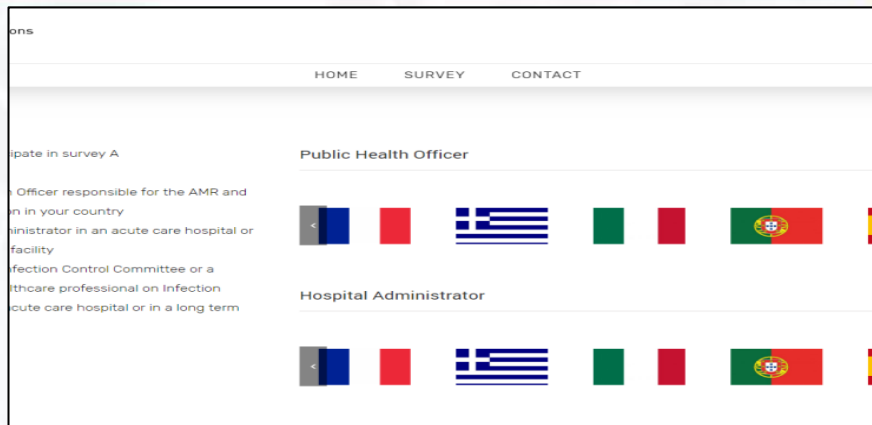 ons
HOME SURVEY CONTACT
ipate in survey A
Officer responsible for the AMR and
n in your country
ministrator in an acute care hospital or
facility
nfection Control Committee or a
lthcare professional on Infection
cute care hospital or in a long term
Public Health Officer
<
Hospital Administrator
<